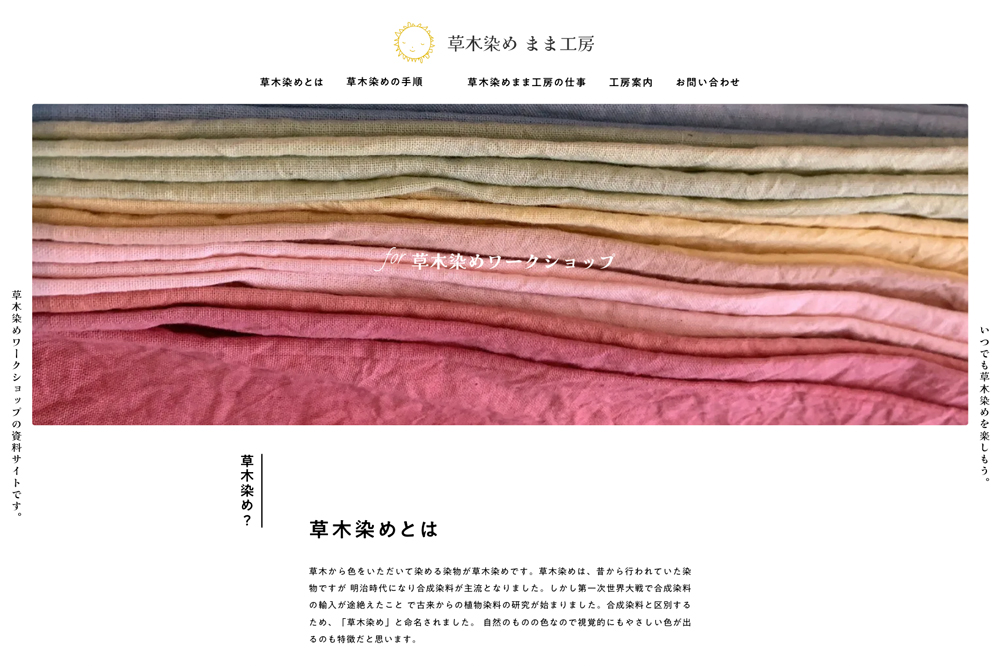 草木染め まま工房
草木染めとは 草木染めの手順 草木染めまま工房の仕事 工房案内 お問い合わせ
for 草木染めワークショップ
草木染めワークショップの資料サイトです。
いつでも草木染めを楽しもう。
草木染め？
草木染めとは
草木から色をいただいて染める染物が草木染めです。草木染めは、昔から行われていた染
物ですが 明治時代になり合成染料が主流となりました。しかし第一次世界大戦で合成染料
の輸入が途絶えたこと で古来からの植物染料の研究が始まりました。合成染料と区別する
ため、「草木染め」と命名されました。 自然のものの色なので視覚的にもやさしい色が出
るのも特徴だと思います。